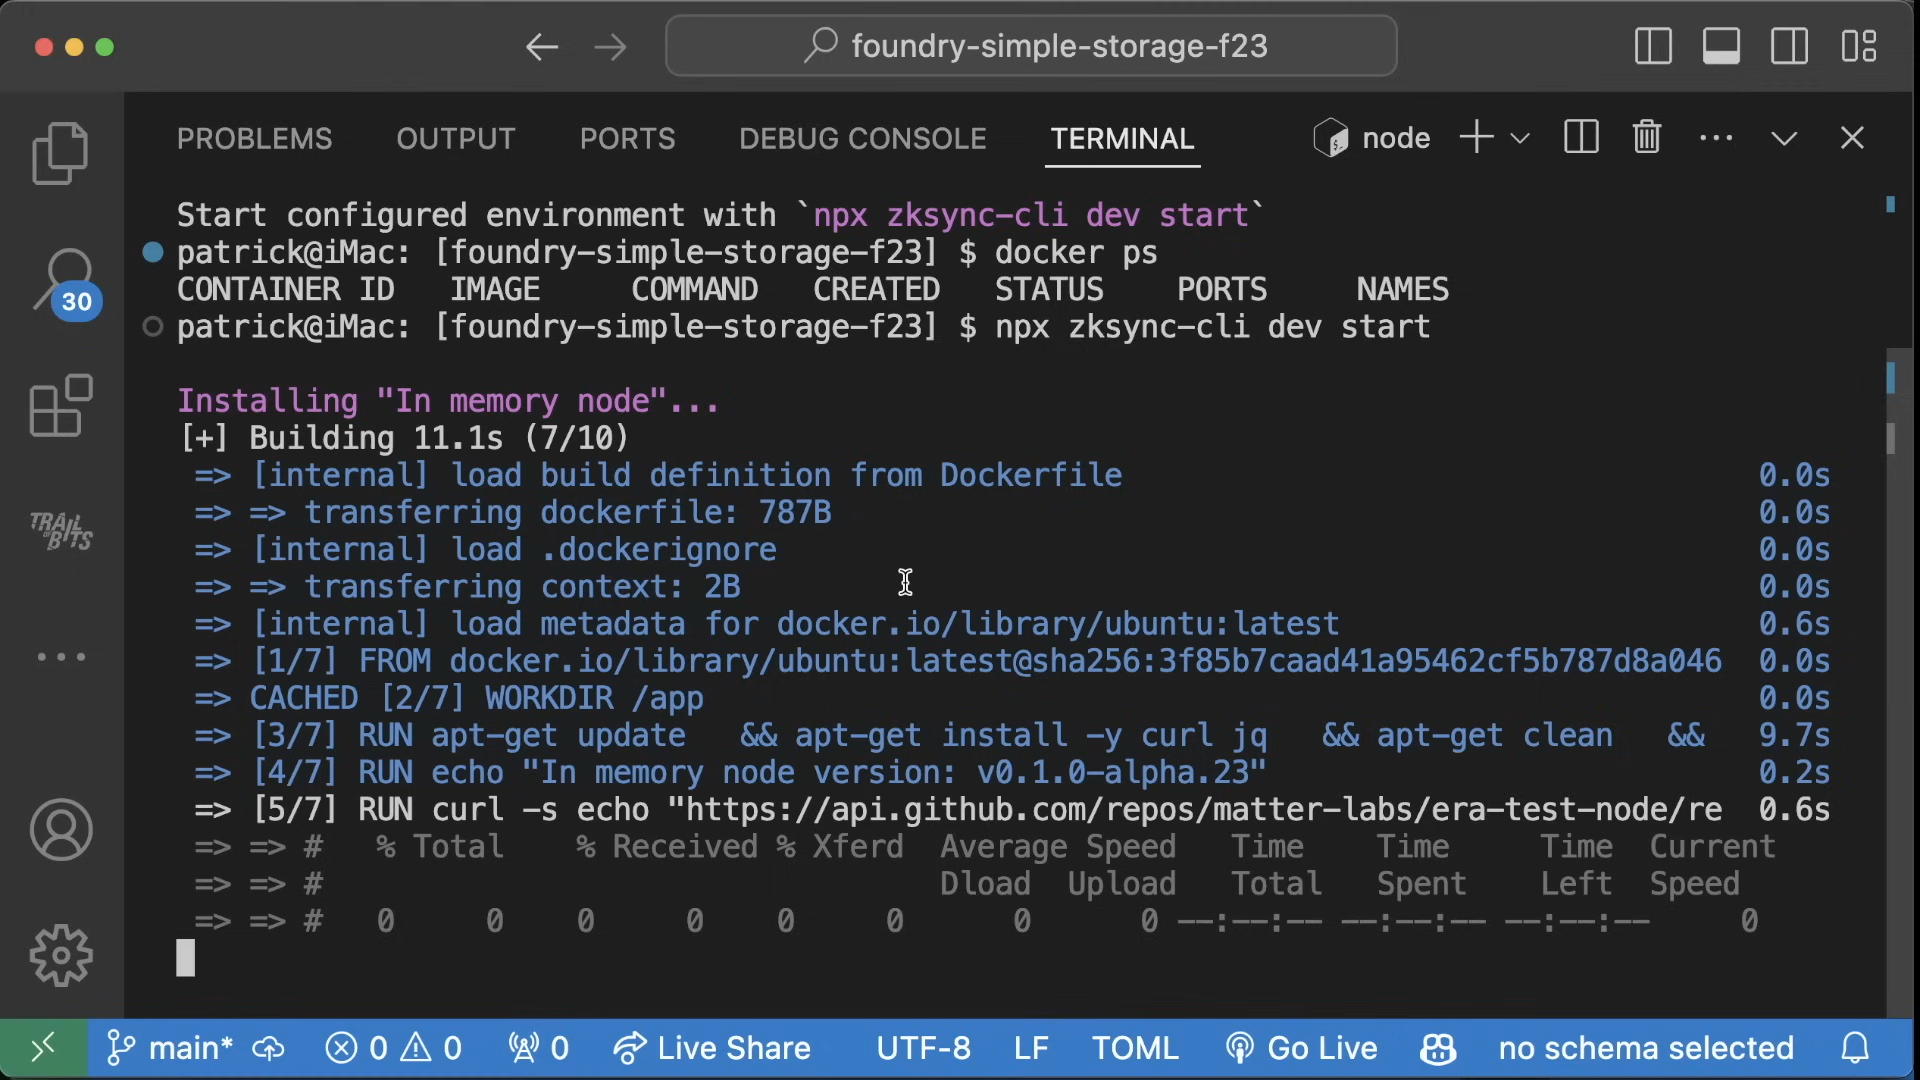 foundry-simple-storage-f23
PROBLEMS OUTPUT PORTS DEBUG CONSOLE TERMINAL node
Start configured environment with `npx zksync-cli dev start`
patrick@iMac: [foundry-simple-storage-f23] $ docker ps
CONTAINER ID IMAGE COMMAND CREATED STATUS PORTS NAMES
patrick@iMac: [foundry-simple-storage-f23] $ npx zksync-cli dev start
Installing "In memory node"...
[+] Building 11.1s (7/10)
=> [internal] load build definition from Dockerfile 0.0s
=> => transferring dockerfile: 787B 0.0s
=> [internal] load .dockerignore 0.0s
=> => transferring context: 2B 0.0s
=> [internal] load metadata for docker.io/library/ubuntu:latest 0.6s
=> [1/7] FROM docker.io/library/ubuntu:latest@sha256:3f85b7caad41a95462cf5b787d8a046 0.0s
=> CACHED [2/7] WORKDIR /app 0.0s
=> [3/7] RUN apt-get update && apt-get install -y curl jq && apt-get clean && 9.7s
=> [4/7] RUN echo "In memory node version: v0.1.0-alpha.23" 0.2s
=> [5/7] RUN curl -s echo "https://api.github.com/repos/matter-labs/era-test-node/re 0.6s
=> => # % Total % Received % Xferd Average Speed Time Time Time Current
=> => # Dload Upload Total Spent Left Speed
=> => # 0 0 0 0 0 0 0 0 --:--:-- --:--:-- --:--:-- 0
30
TRAIL OF BITS
main* 0 0 0 Live Share UTF-8 LF TOML Go Live no schema selected